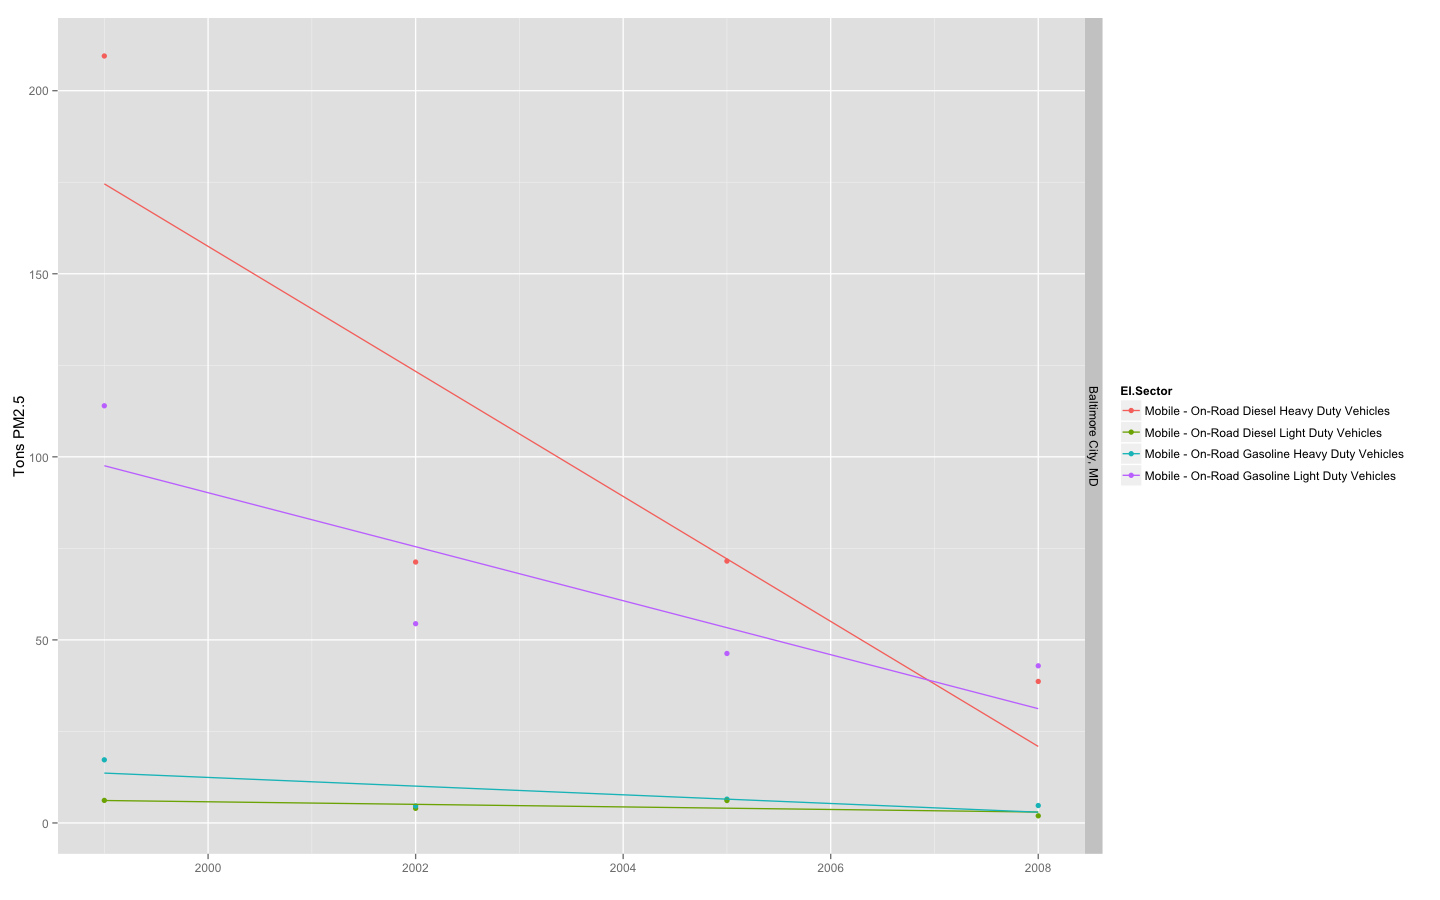 200
150
100
50
0
Tons PM2.5
2000
2002
2004
2006
2008
Baltimore City, MD
EI.Sector
Mobile - On-Road Diesel Heavy Duty Vehicles
Mobile - On-Road Diesel Light Duty Vehicles
Mobile - On-Road Gasoline Heavy Duty Vehicles
Mobile - On-Road Gasoline Light Duty Vehicles